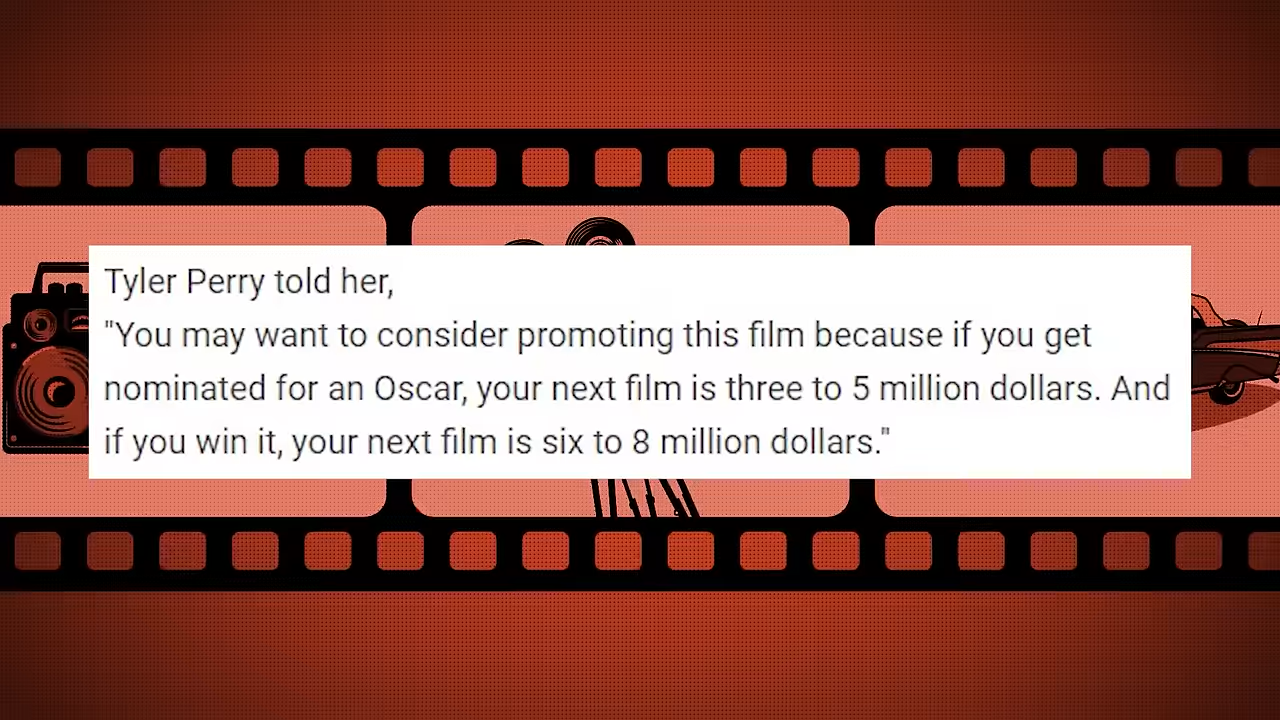 Tyler Perry told her,
"You may want to consider promoting this film because if you get
nominated for an Oscar, your next film is three to 5 million dollars. And
if you win it, your next film is six to 8 million dollars."